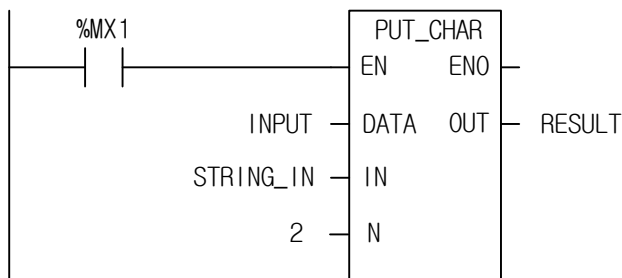 %MX1 PUT_CHAR
EN ENO
INPUT DATA OUT RESULT
STRING_IN IN
2 N